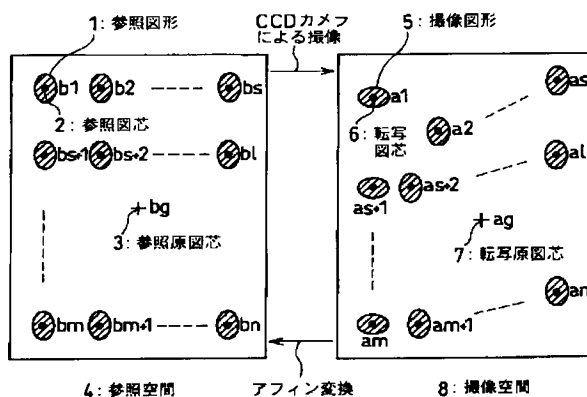 1: 参照図形
CCDカメラ
による撮像
5: 撮像図形
b1 b2 bs
2: 参照図芯
bs+1 bs+2 bl
bg
3: 参照原図芯
bm bm+1 bn
4: 参照空間
a1
as
6: 転写
図芯
a2
al
as+1 as+2
ag
7: 転写原図芯
an
am am+1
アフィン変換
8: 撮像空間